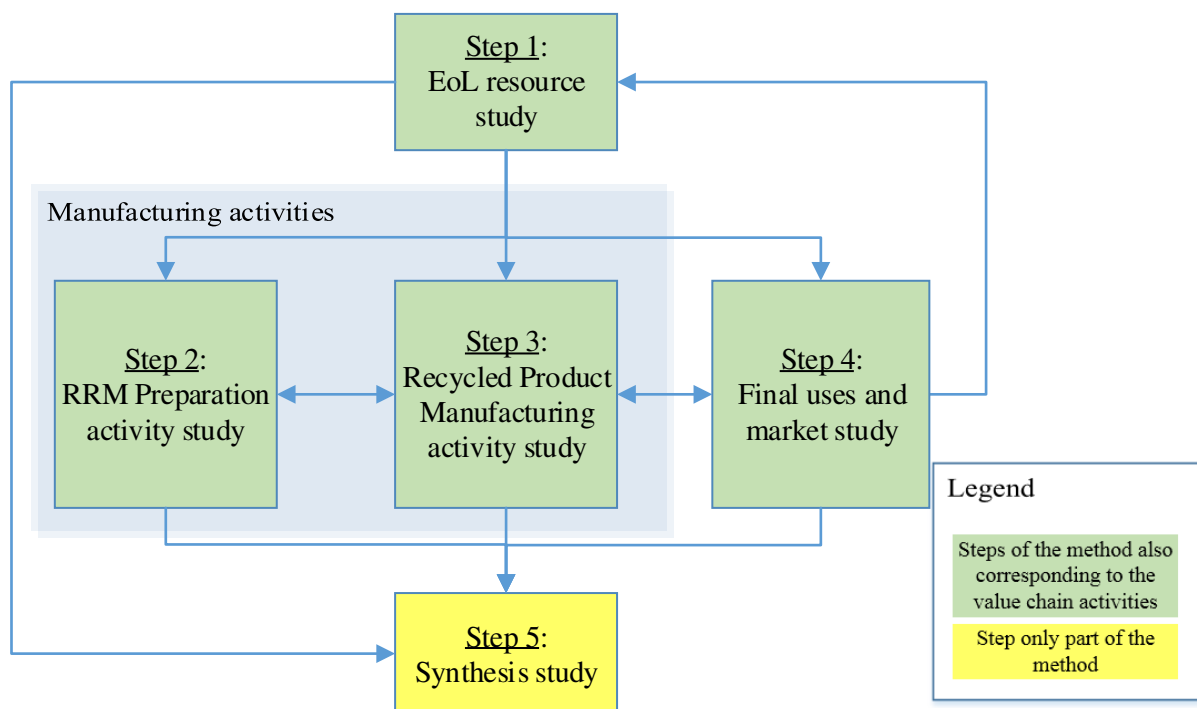 Step 1:
EoL resource
study
Manufacturing activities
Step 2:
RRM Preparation
activity study
Step 3:
Recycled Product
Manufacturing
activity study
Step 4:
Final uses and
market study
Step 5:
Synthesis study
Legend
Steps of the method also
corresponding to the
value chain activities
Step only part of the
method